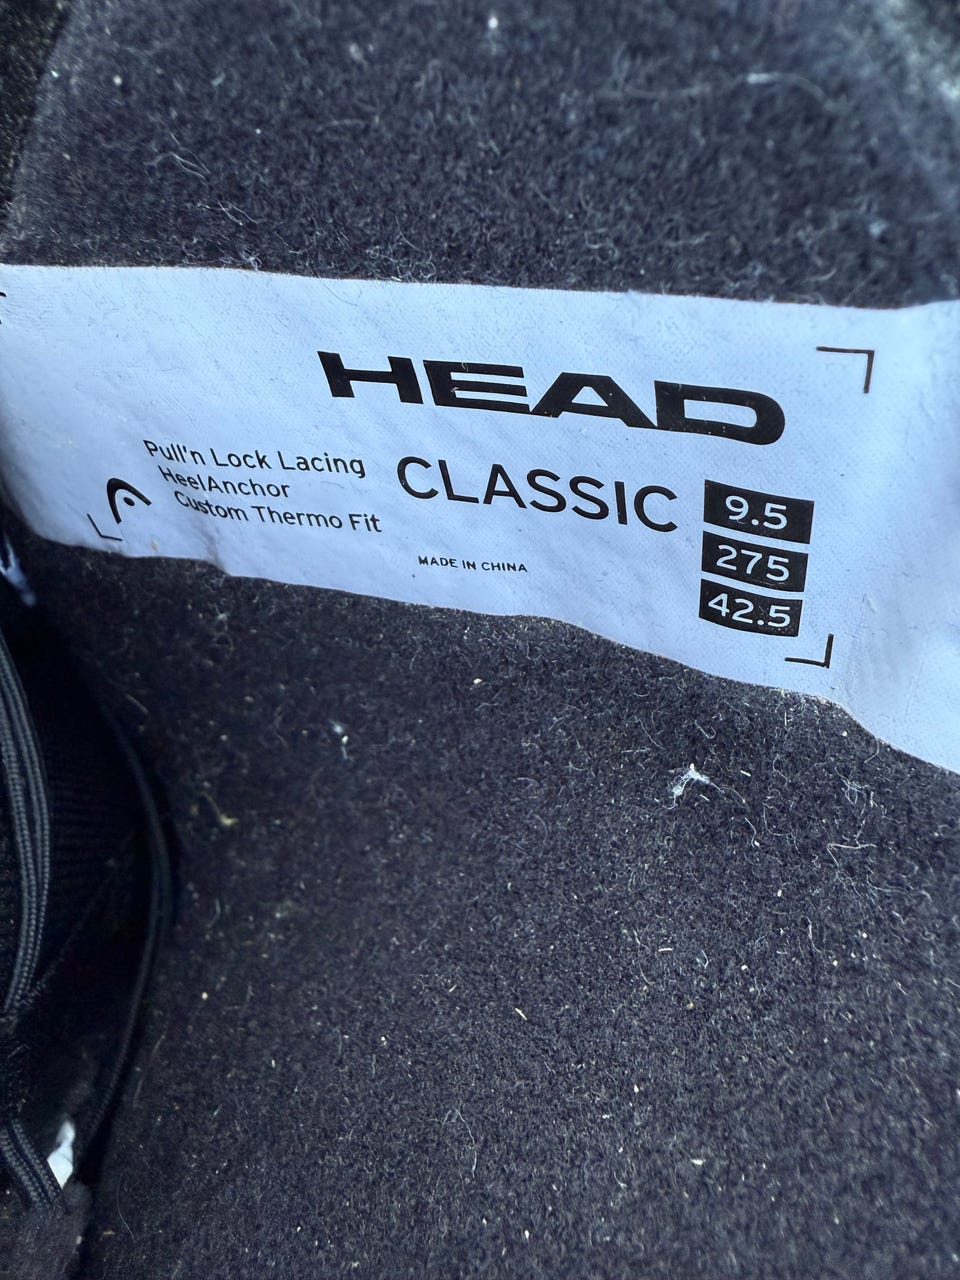 HEAD
Pull'n Lock Lacing
HeelAnchor
Custom Thermo Fit
CLASSIC
9.5
275
42.5
MADE IN CHINA